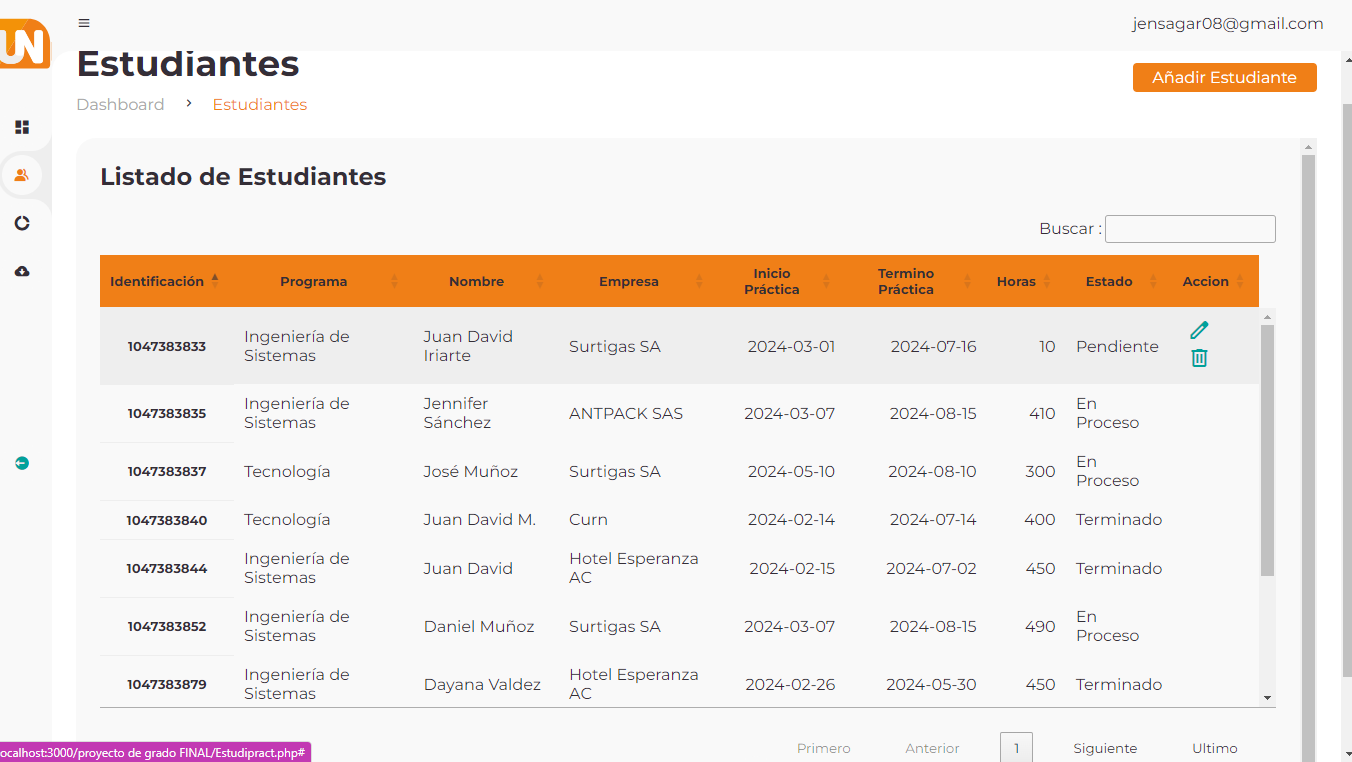 UN
jensagar08@gmail.com
Estudiantes
Añadir Estudiante
Dashboard > Estudiantes
Listado de Estudiantes
Buscar :
Identificación Programa Nombre Empresa Inicio Práctica Termino Práctica Horas Estado Accion
1047383833 Ingeniería de Sistemas Juan David Iriarte Surtigas SA 2024-03-01 2024-07-16 10 Pendiente
1047383835 Ingeniería de Sistemas Jennifer Sánchez ANTPACK SAS 2024-03-07 2024-08-15 410 En Proceso
1047383837 Tecnología José Muñoz Surtigas SA 2024-05-10 2024-08-10 300 En Proceso
1047383840 Tecnología Juan David M. Curn 2024-02-14 2024-07-14 400 Terminado
1047383844 Ingeniería de Sistemas Juan David Hotel Esperanza AC 2024-02-15 2024-07-02 450 Terminado
1047383852 Ingeniería de Sistemas Daniel Muñoz Surtigas SA 2024-03-07 2024-08-15 490 En Proceso
1047383879 Ingeniería de Sistemas Dayana Valdez Hotel Esperanza AC 2024-02-26 2024-05-30 450 Terminado
Primero Anterior 1 Siguiente Ultimo
ocalhost:3000/proyecto de grado FINAL/Estudipract.php#